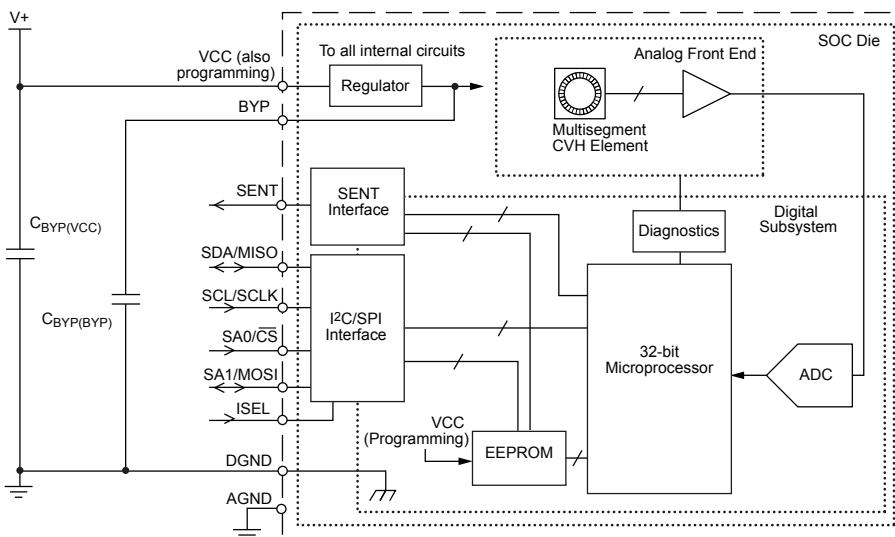 V+
VCC (also
programming)
To all internal circuits
Regulator
BYP
Analog Front End
SOC Die
Multisegment
CVH Element
SENT
SENT
Interface
Digital
Subsystem
Diagnostics
CBYP(VCC)
CBYP(BYP)
SDA/MISO
SCL/SCLK
SA0/C̅S̅
SA1/MOSI
ISEL
I²C/SPI
Interface
32-bit
Microprocessor
ADC
VCC
(Programming)
EEPROM
DGND
AGND